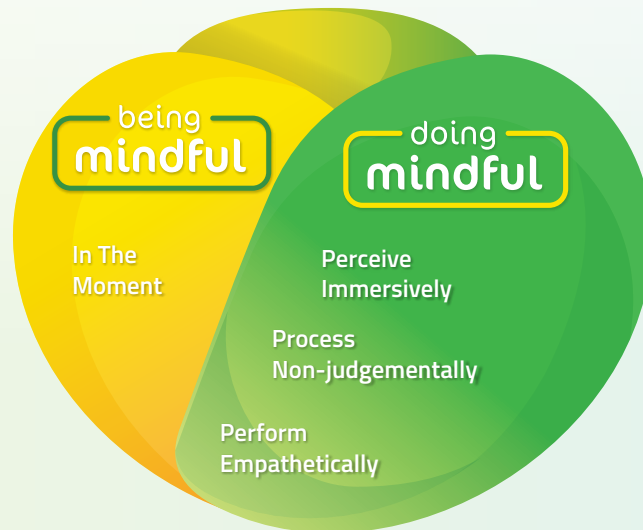 being
mindful
In The
Moment
doing
mindful
Perceive
Immersively
Process
Non-judgementally
Perform
Empathetically